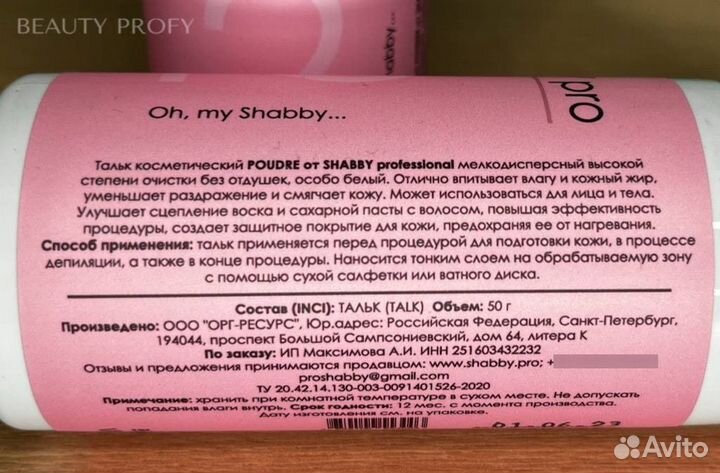 BEAUTY PROFY
shabby...
pro
Oh, my Shabby...
Тальк косметический POUDRE от SHABBY professional мелкодисперсный высокой
степени очистки без отдушек, особо белый. Отлично впитывает влагу и кожный жир,
уменьшает раздражение и смягчает кожу. Может использоваться для лица и тела.
Улучшает сцепление воска и сахарной пасты с волосом, повышая эффективность
процедуры, создает защитное покрытие для кожи, предохраняя ее от нагревания.
Способ применения: тальк применяется перед процедурой для подготовки кожи, в процессе
депиляции, а также в конце процедуры. Наносится тонким слоем на обрабатываемую зону
с помощью сухой салфетки или ватного диска.
Состав (INCI): ТАЛЬК (TALK) Объем: 50 г
Произведено: ООО "ОРГ-РЕСУРС", Юр.адрес: Российская Федерация, Санкт-Петербург,
194044, проспект Большой Сампсониевский, дом 64, литера К
По заказу: ИП Максимова А.И. ИНН 251603432232
Отзывы и предложения принимаются продавцом: www.shabby.pro; +
proshabby@gmail.com
ТУ 20.42.14.130-003-0091401526-2020
Примечание: хранить при комнатной температуре в сухом месте. Не допускать
попадания влаги внутрь. Срок годности: 12 мес. с момента производства.
Дату изготовления см. на упаковке.
01-06-23
Avito